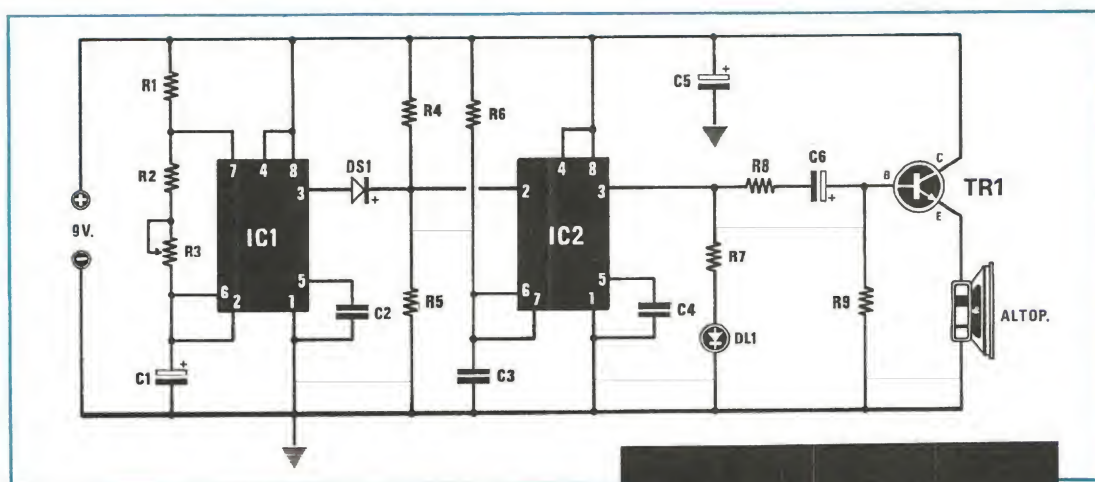 R1
R2
R3
C1
9V.
7 4 8
3
IC1
6
2
5
1
C2
DS1
+
R4
R5
R6
C3
4 8
2
3
IC2
6
7
5
1
C4
C5
+
R7
DL1
R8
C6
+
R9
B
C
E
TR1
ALTOP.
+